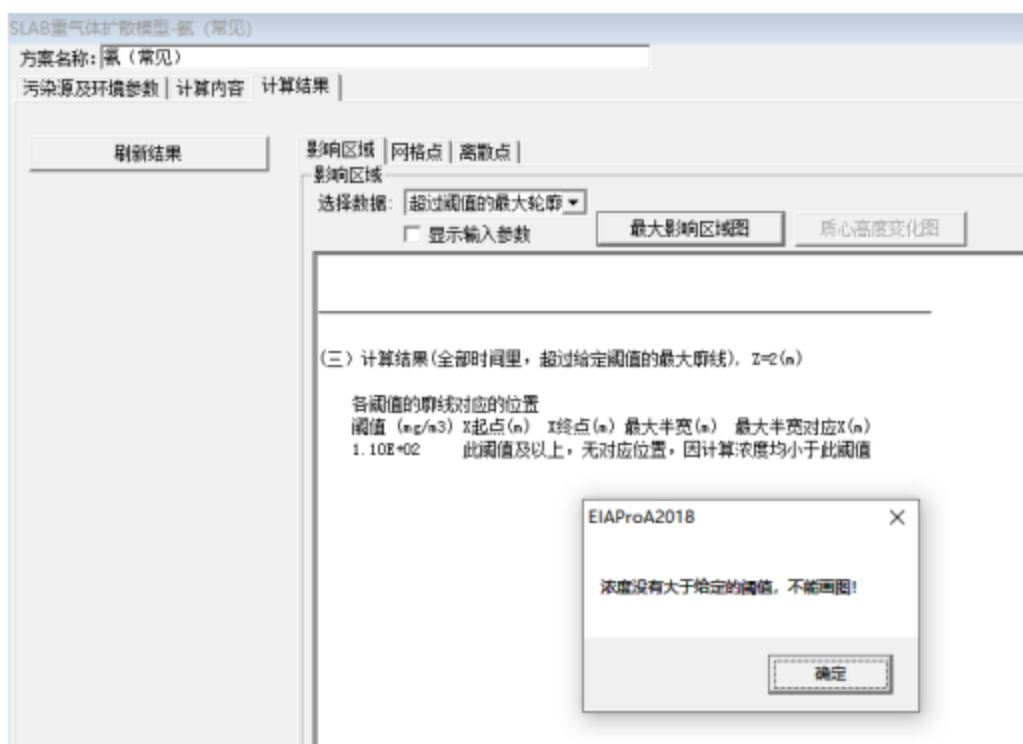 SLAB重气体扩散模型-氨（常见）
方案名称: 氨（常见）
污染源及环境参数 计算内容 计算结果
刷新结果
影响区域 网格点 离散点
影响区域
选择数据: 超过阈值的最大轮廓
显示输入参数
最大影响区域图
质心高度变化图
(三) 计算结果(全部时间里，超过给定阈值的最大廓线), Z=2(m)
各阈值的廓线对应的位置
阈值 (mg/m3) X起点(m) X终点(m) 最大半宽(m) 最大半宽对应X(m)
1.10E+02 此阈值及以上，无对应位置，因计算浓度均小于此阈值
EIAProA2018
浓度没有大于给定的阈值，不能画图!
确定